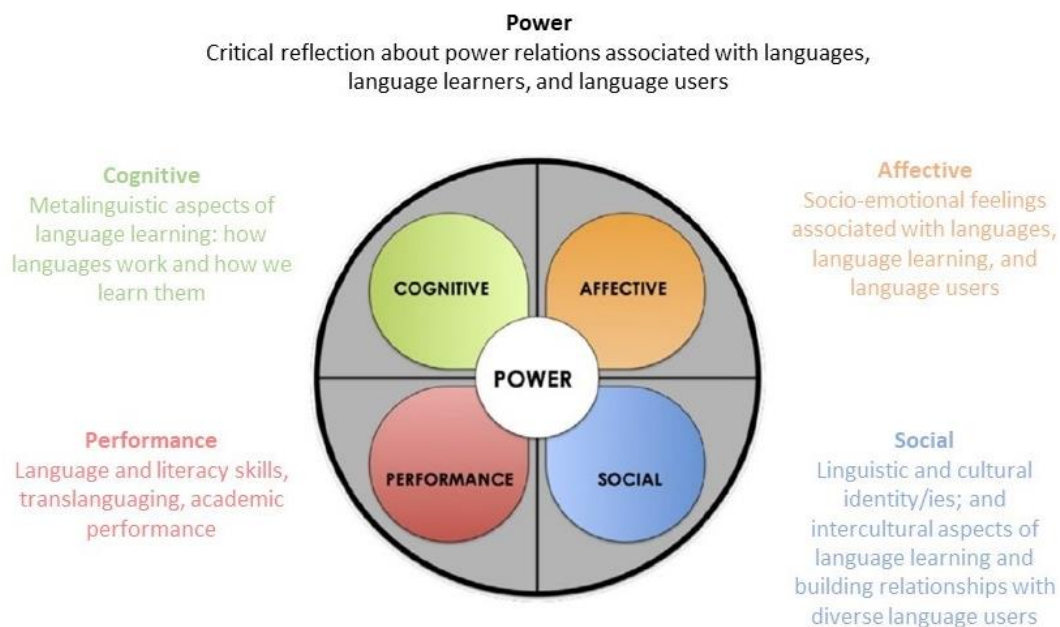 Power
Critical reflection about power relations associated with languages,
language learners, and language users
Cognitive
Metalinguistic aspects of
language learning: how
languages work and how we
learn them
Affective
Socio-emotional feelings
associated with languages,
language learning, and
language users
COGNITIVE
AFFECTIVE
POWER
PERFORMANCE
SOCIAL
Performance
Language and literacy skills,
translanguaging, academic
performance
Social
Linguistic and cultural
identity/ies; and
intercultural aspects of
language learning and
building relationships with
diverse language users